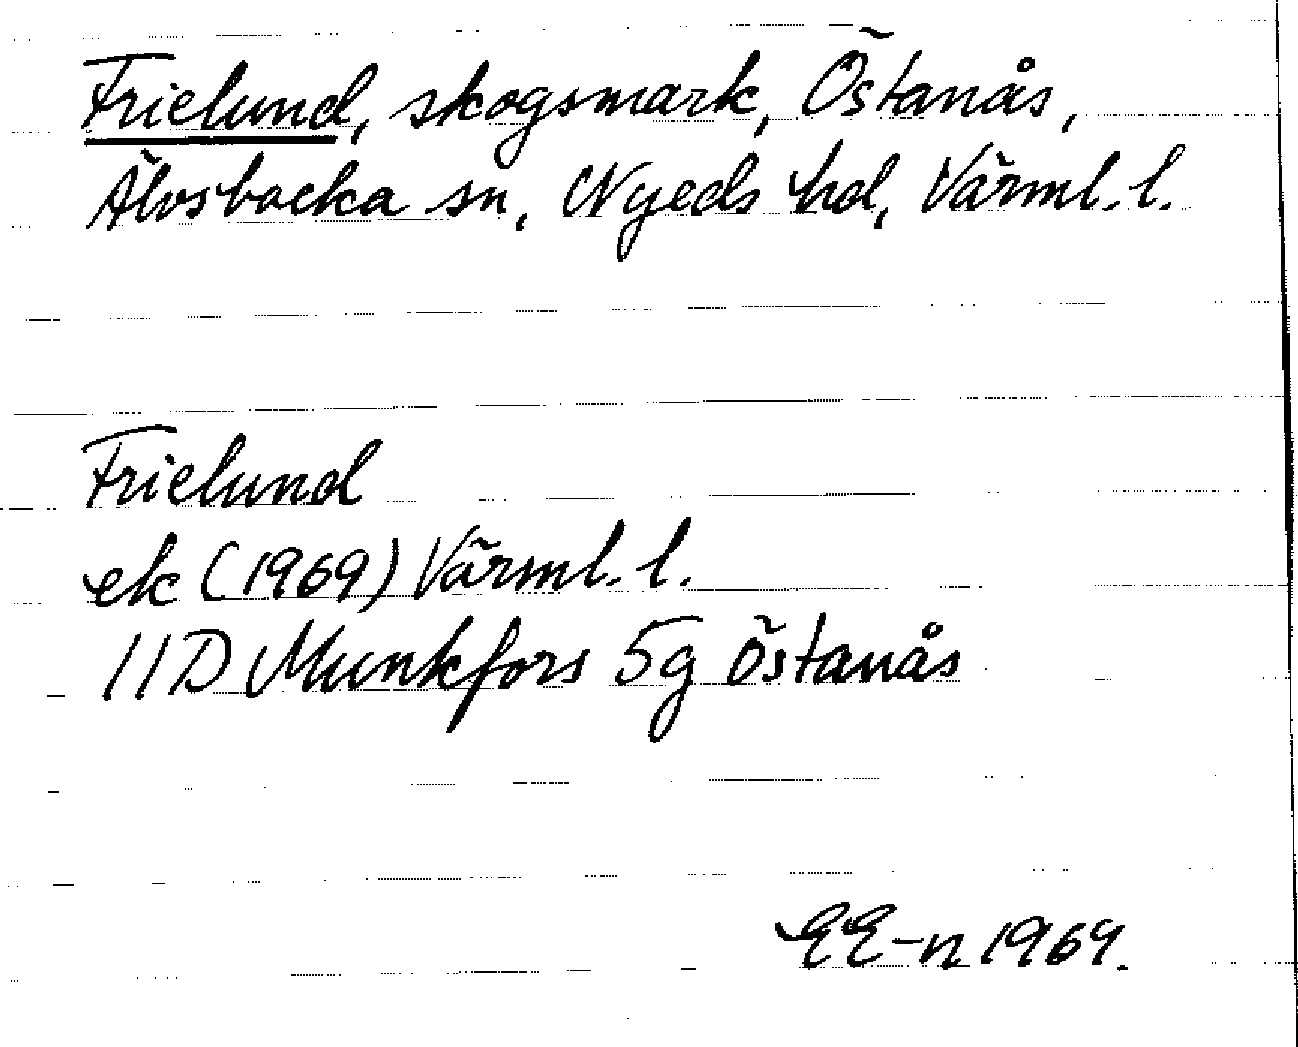 Frielund, skogsmark, Östanås,
Älvsbacka sn, Nyeds hd, Värml. l.
Frielund
ek (1969) Värml. l.
11D Munkfors 5g Östanås
EE-n 1969.